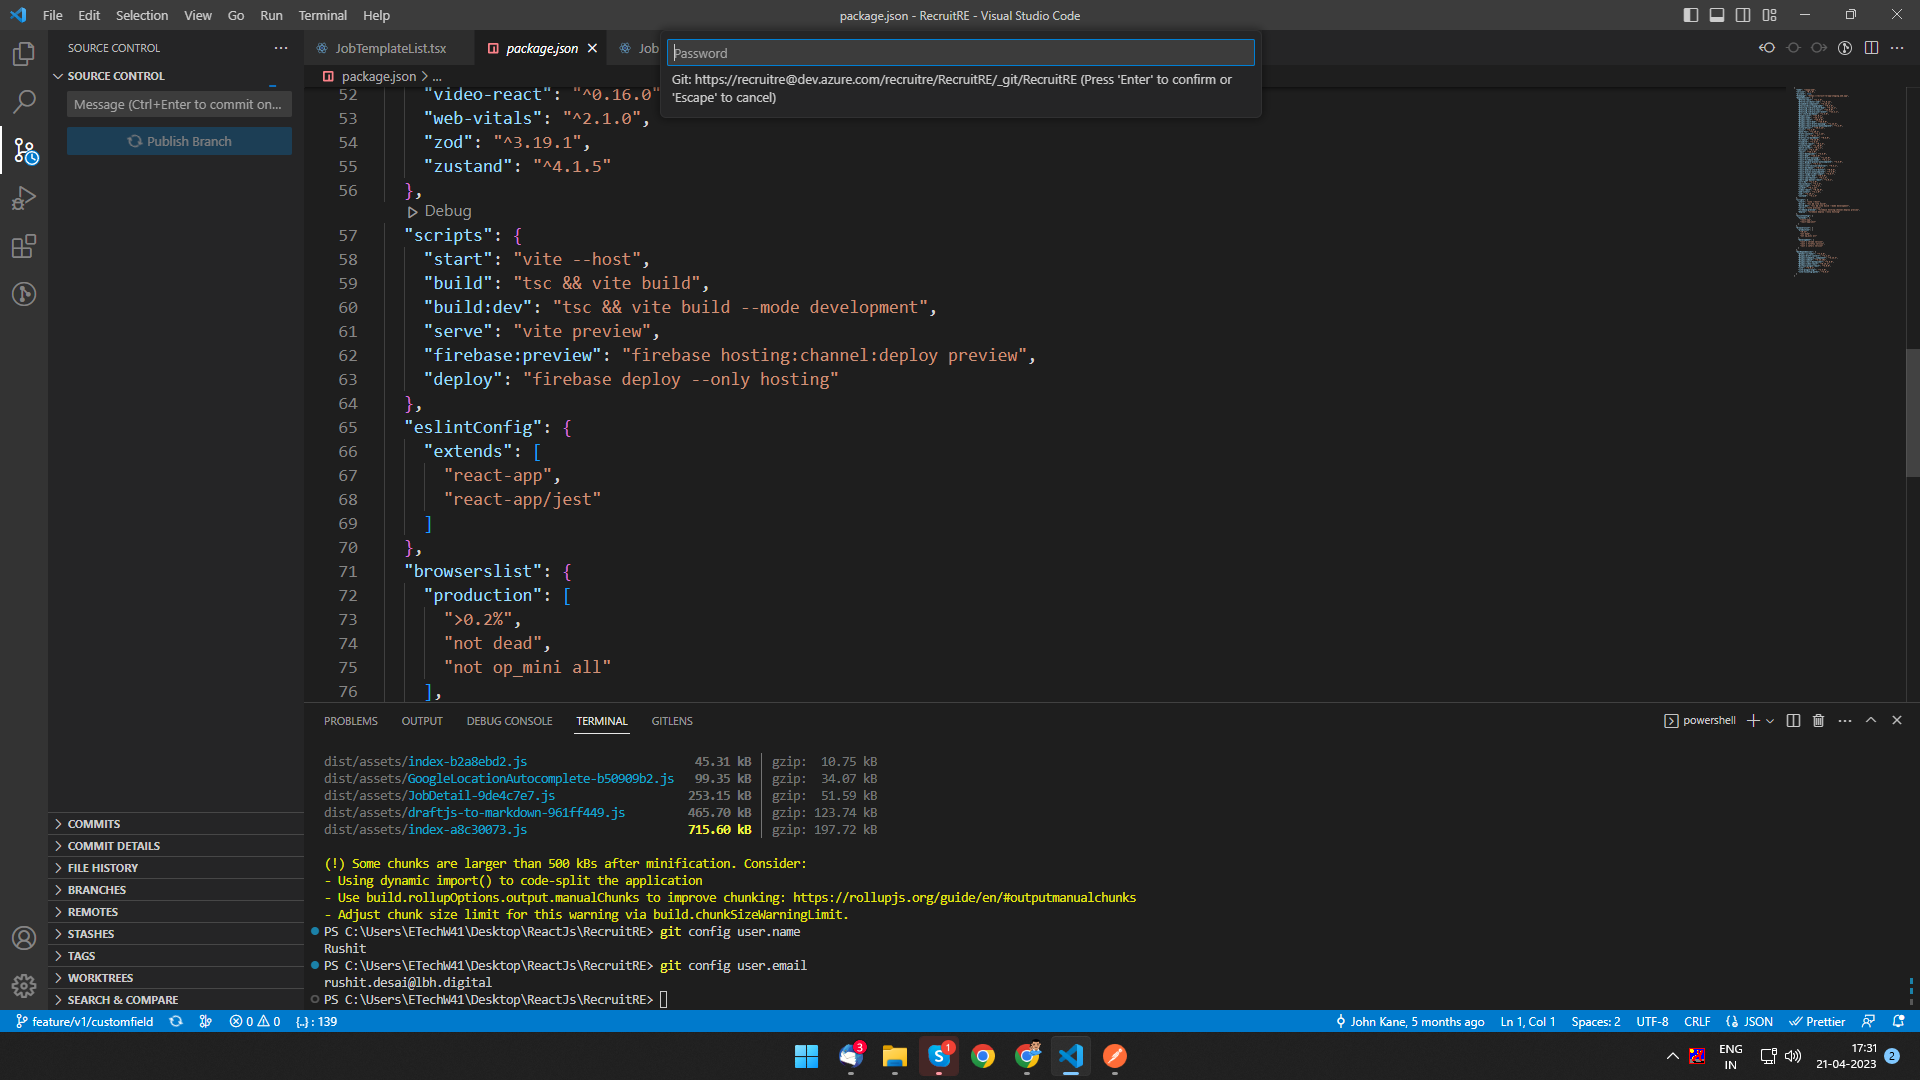 File Edit Selection View Go Run Terminal Help
package.json - RecruitRE - Visual Studio Code
SOURCE CONTROL
JobTemplateList.tsx
package.json
Job
Password
Git: https://recruitre@dev.azure.com/recruitre/RecruitRE/_git/RecruitRE (Press 'Enter' to confirm or
'Escape' to cancel)
SOURCE CONTROL
Message (Ctrl+Enter to commit on...
Publish Branch
package.json > ...
52 "video-react": "^0.16.0"
53 "web-vitals": "^2.1.0",
54 "zod": "^3.19.1",
55 "zustand": "^4.1.5"
56 },
Debug
57 "scripts": {
58 "start": "vite --host",
59 "build": "tsc && vite build",
60 "build:dev": "tsc && vite build --mode development",
61 "serve": "vite preview",
62 "firebase:preview": "firebase hosting:channel:deploy preview",
63 "deploy": "firebase deploy --only hosting"
64 },
65 "eslintConfig": {
66 "extends": [
67 "react-app",
68 "react-app/jest"
69 ]
70 },
71 "browserslist": {
72 "production": [
73 ">0.2%",
74 "not dead",
75 "not op_mini all"
76 ],
COMMITS
COMMIT DETAILS
FILE HISTORY
BRANCHES
REMOTES
STASHES
TAGS
WORKTREES
SEARCH & COMPARE
PROBLEMS OUTPUT DEBUG CONSOLE TERMINAL GITLENS
powershell
dist/assets/index-b2a8ebd2.js 45.31 kB | gzip: 10.75 kB
dist/assets/GoogleLocationAutocomplete-b50909b2.js 99.35 kB | gzip: 34.07 kB
dist/assets/JobDetail-9de4c7e7.js 253.15 kB | gzip: 51.59 kB
dist/assets/draftjs-to-markdown-961ff449.js 465.70 kB | gzip: 123.74 kB
dist/assets/index-a8c30073.js 715.60 kB | gzip: 197.72 kB
(!) Some chunks are larger than 500 kBs after minification. Consider:
- Using dynamic import() to code-split the application
- Use build.rollupOptions.output.manualChunks to improve chunking: https://rollupjs.org/guide/en/#outputmanualchunks
- Adjust chunk size limit for this warning via build.chunkSizeWarningLimit.
PS C:\Users\ETechW41\Desktop\ReactJs\RecruitRE> git config user.name
Rushit
PS C:\Users\ETechW41\Desktop\ReactJs\RecruitRE> git config user.email
rushit.desai@lbh.digital
PS C:\Users\ETechW41\Desktop\ReactJs\RecruitRE>
feature/v1/customfield 0 0 {..} : 139
John Kane, 5 months ago Ln 1, Col 1 Spaces: 2 UTF-8 CRLF {} JSON Prettier
3
1
ENG
IN
17:31
21-04-2023
2